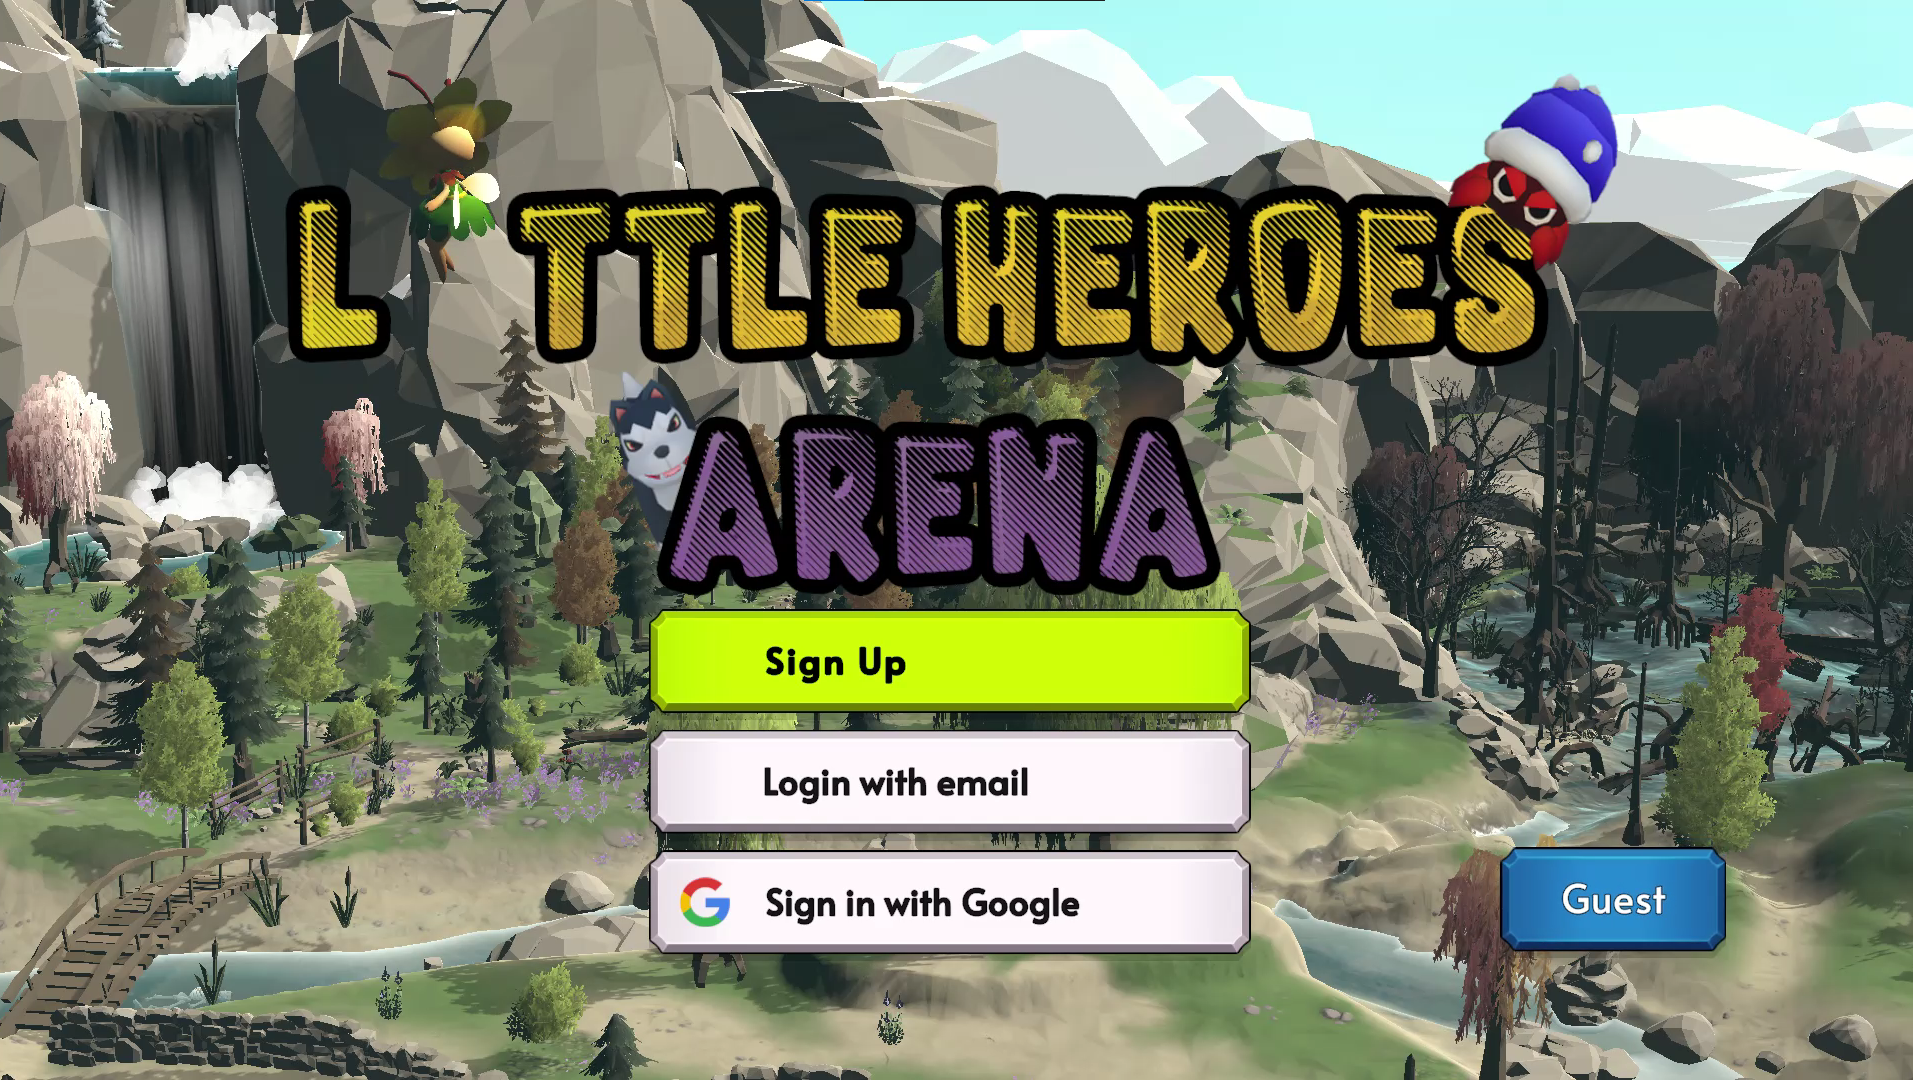 L TTLE HEROES
ARENA
Sign Up
Login with email
Sign in with Google
Guest